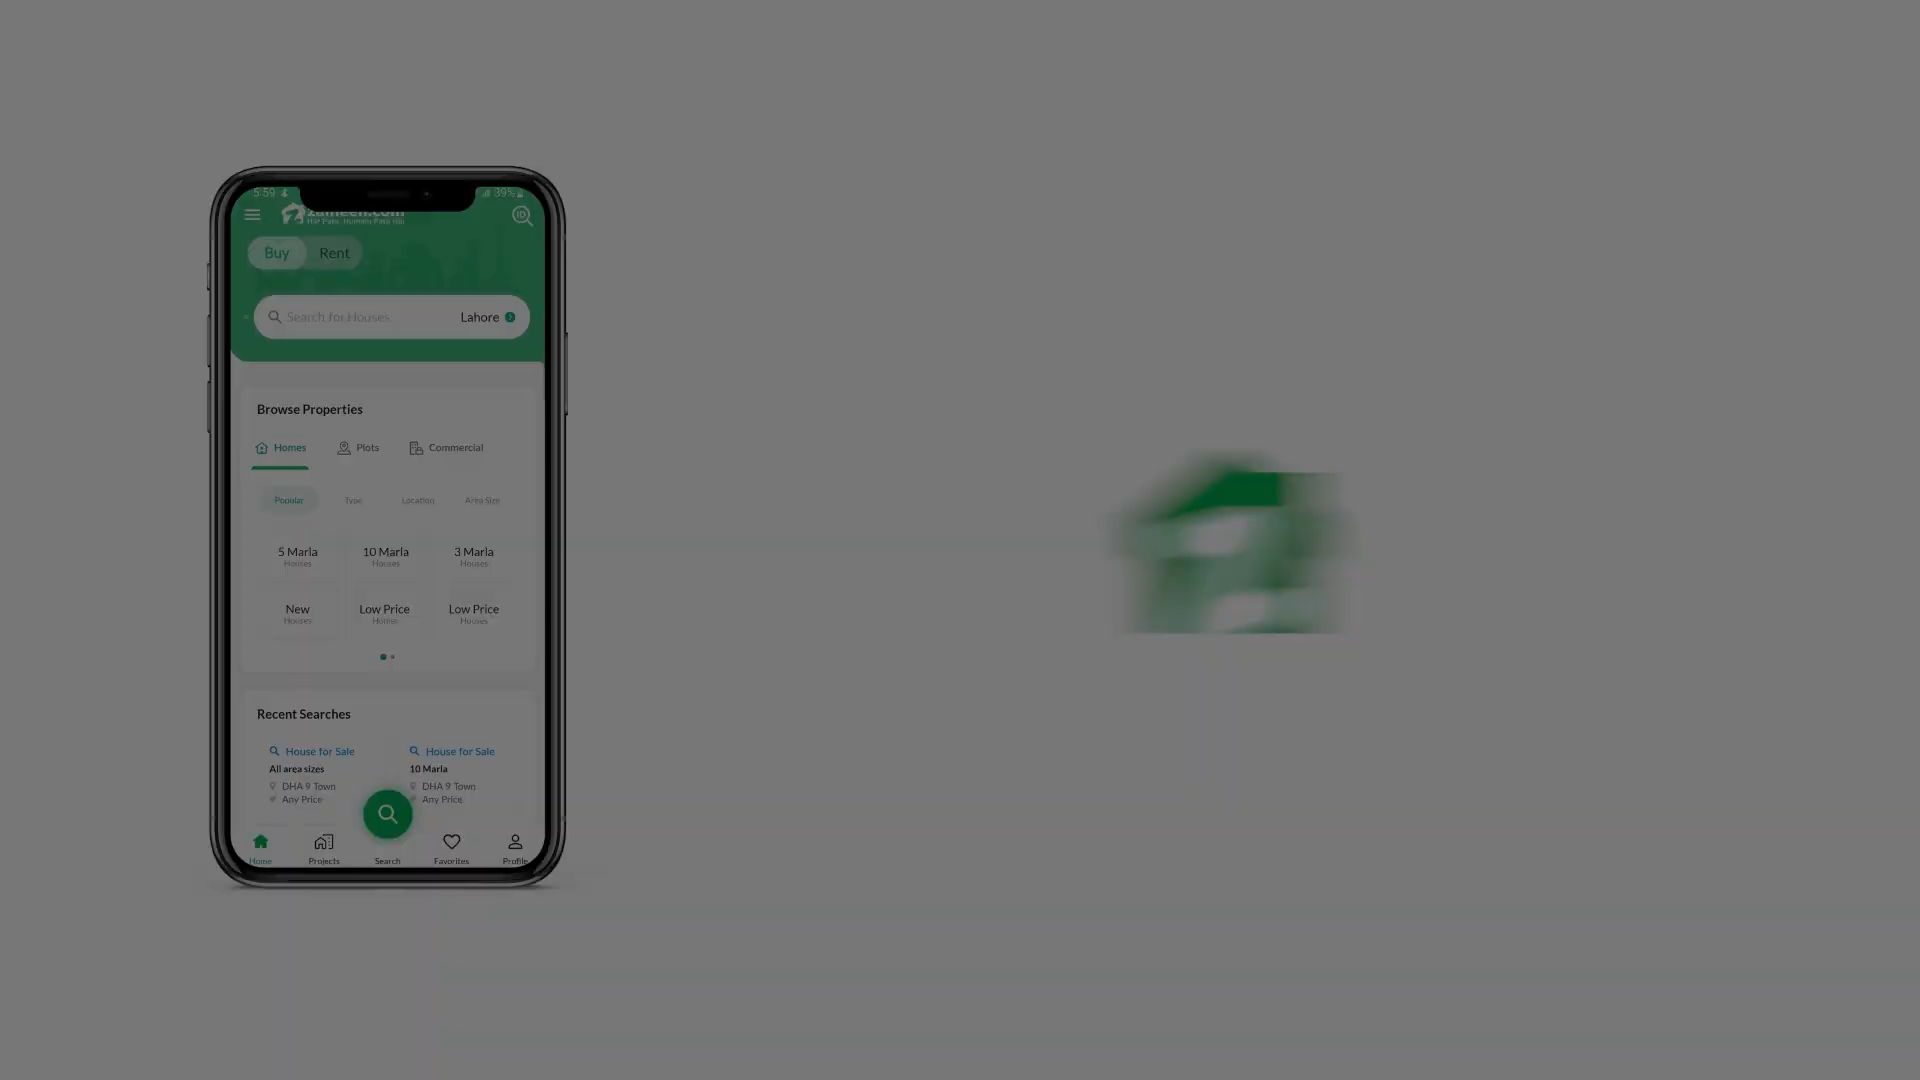 5:59
39%
zameen.com
Buy
Rent
Search for Houses
Lahore
Browse Properties
Homes
Plots
Commercial
Popular
Type
Location
Area Size
5 Marla
10 Marla
3 Marla
Houses
Houses
Houses
New
Low Price
Low Price
Houses
Homes
Houses
Recent Searches
House for Sale
House for Sale
All area sizes
10 Marla
DHA 9 Town
DHA 9 Town
Any Price
Any Price
Home
Projects
Search
Favorites
Profile